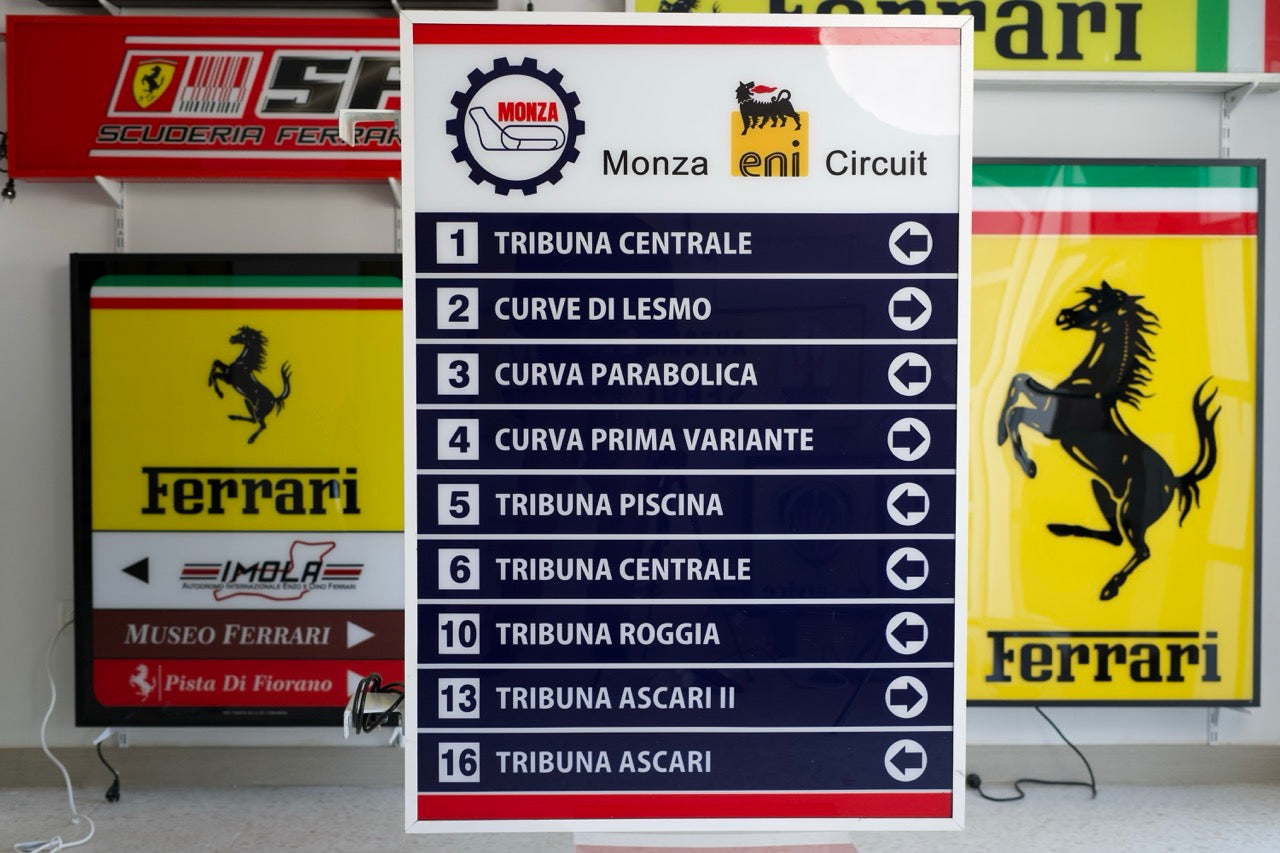 SCUDERIA FERRARI
Ferrari
IMOLA
AUTODROMO INTERNAZIONALE ENZO E DINO FERRARI
MUSEO FERRARI
Pista Di Fiorano
MONZA
Monza eni Circuit
1 TRIBUNA CENTRALE
2 CURVE DI LESMO
3 CURVA PARABOLICA
4 CURVA PRIMA VARIANTE
5 TRIBUNA PISCINA
6 TRIBUNA CENTRALE
10 TRIBUNA ROGGIA
13 TRIBUNA ASCARI II
16 TRIBUNA ASCARI
Ferrari
Ferrari